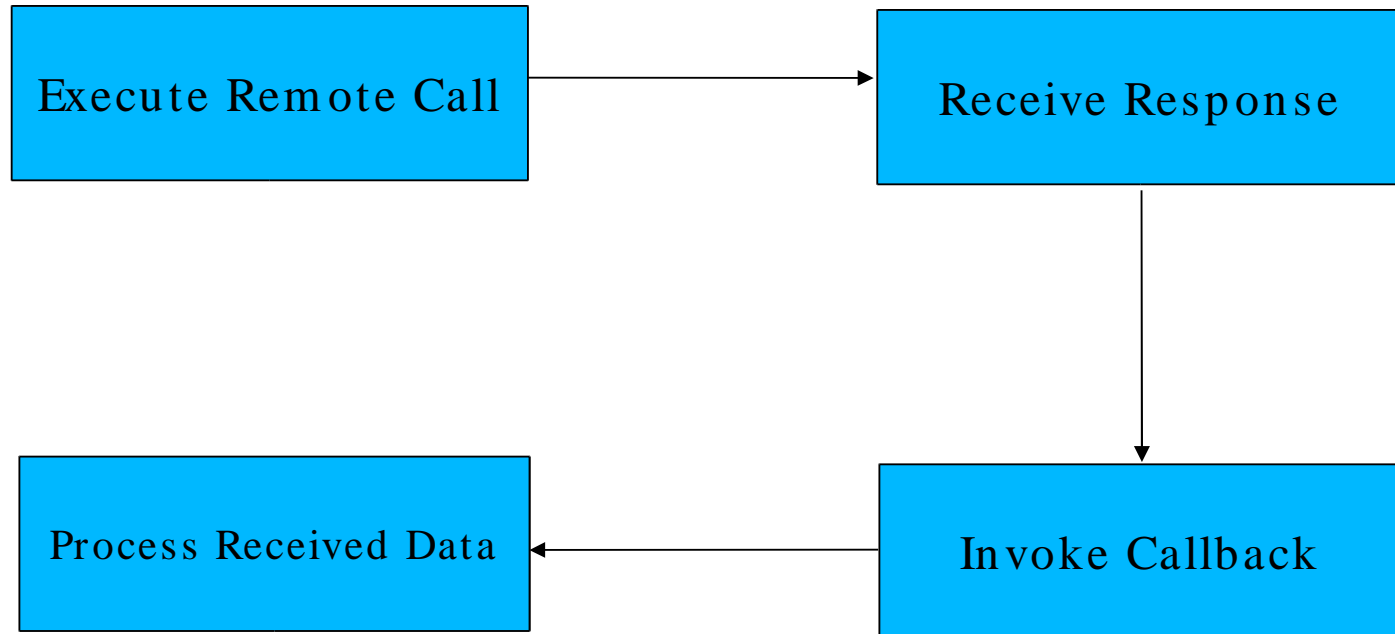 Execute Remote Call
Receive Response
Process Received Data
Invoke Callback